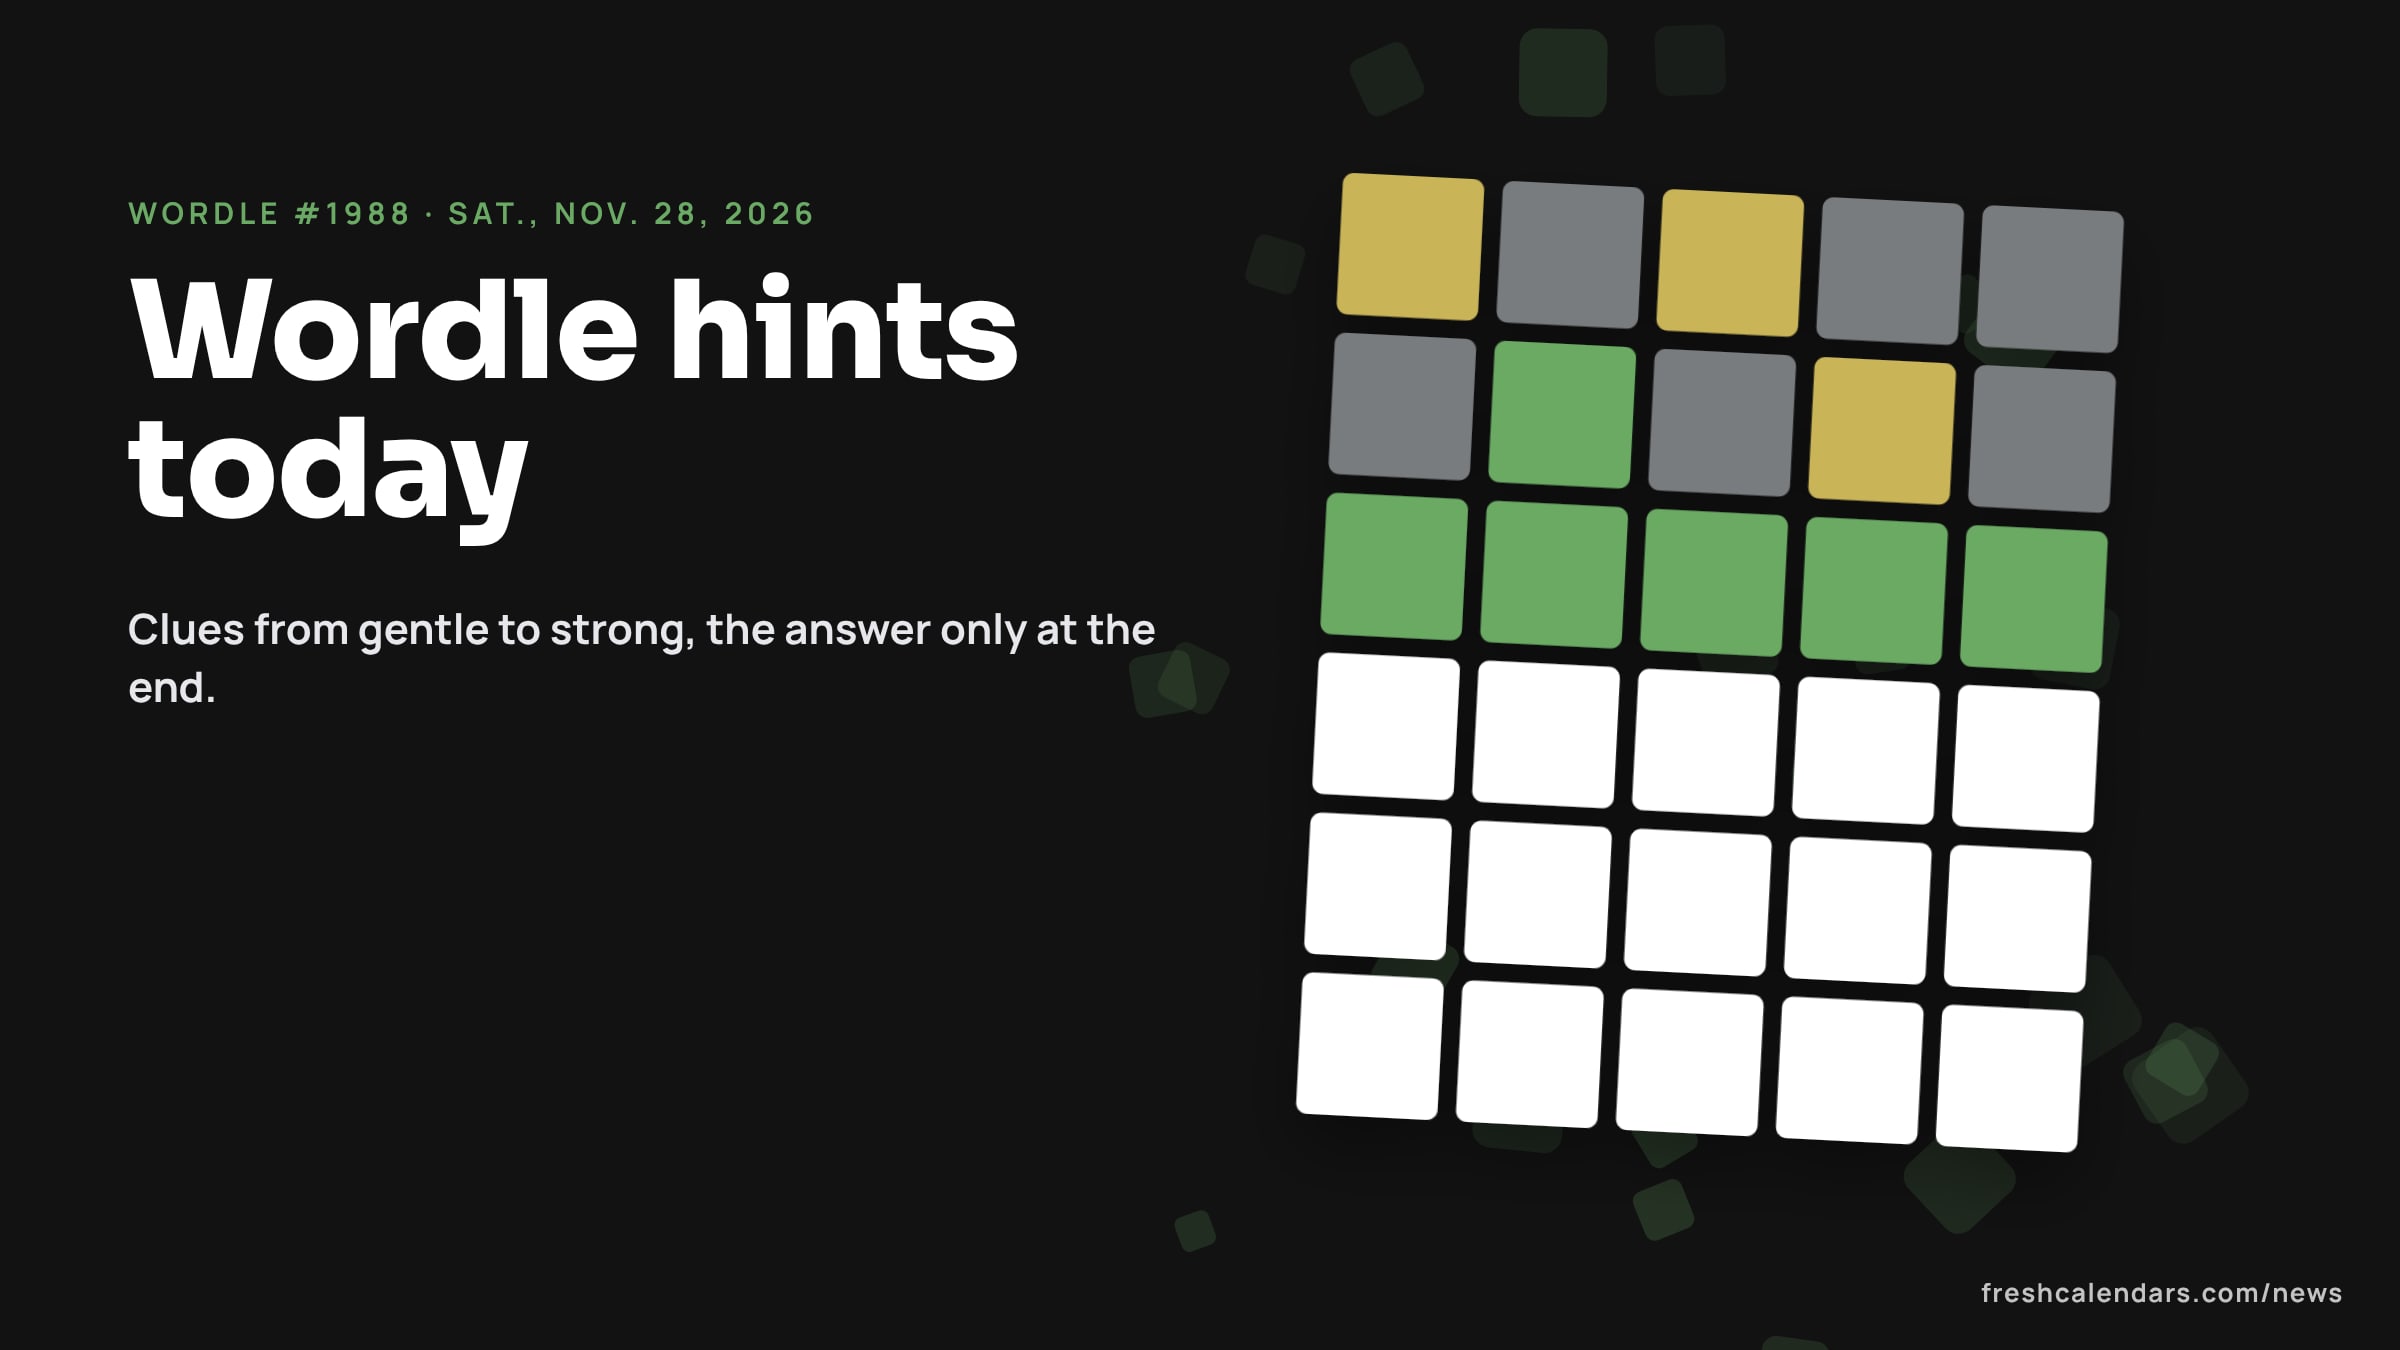 WORDLE #1988 · SAT., NOV. 28, 2026
Wordle hints
today
Clues from gentle to strong, the answer only at the
end.
freshcalendars.com/news